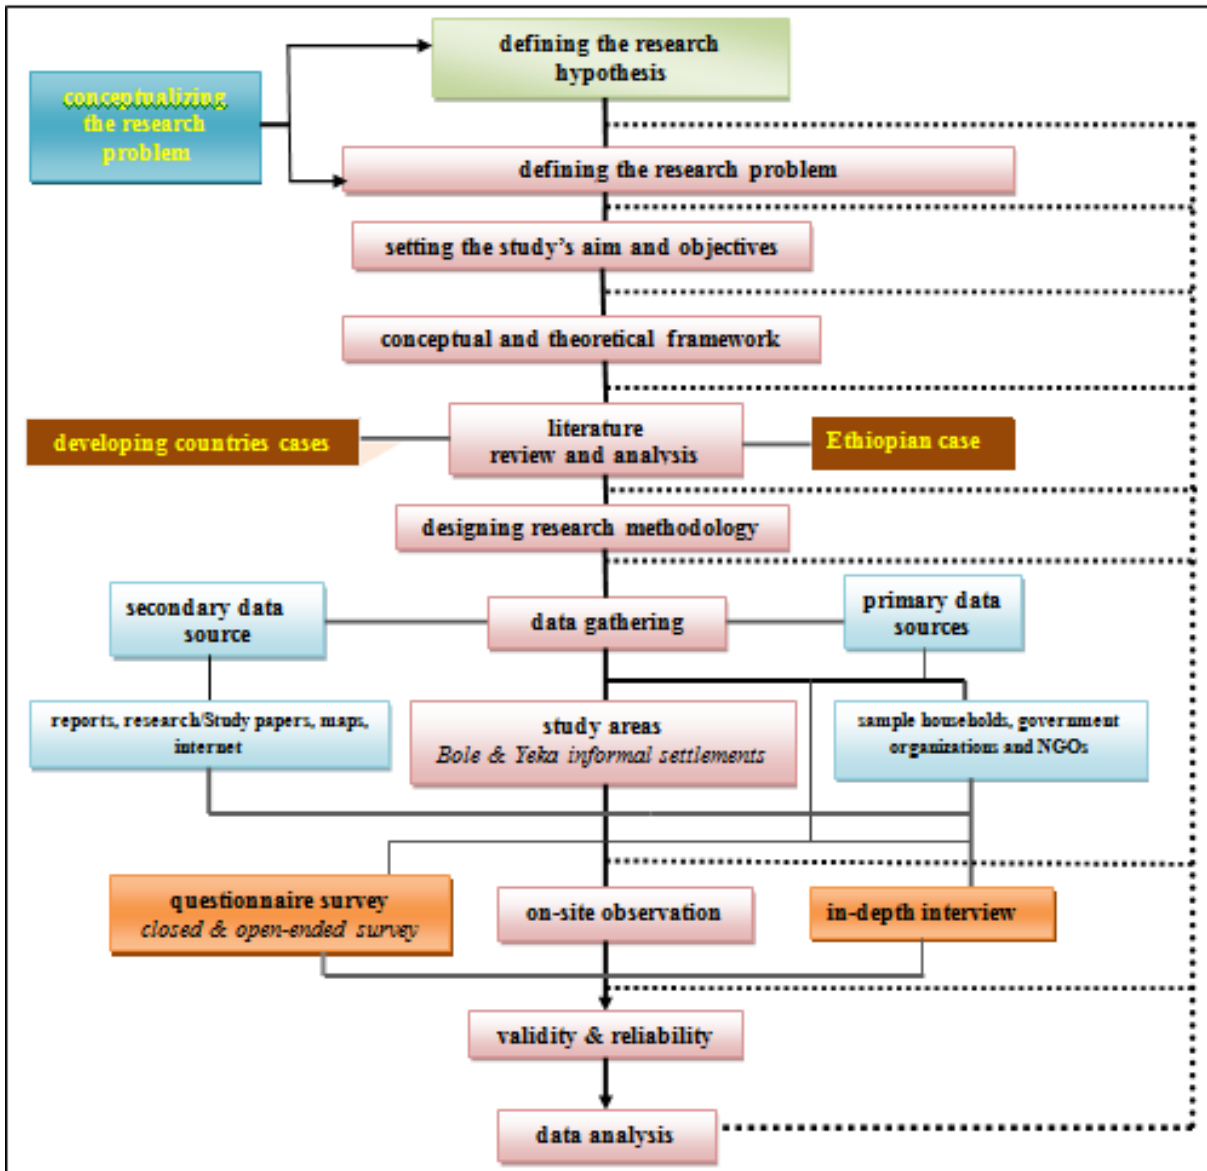 defining the research
hypothesis
conceptualizing
the research
problem
defining the research problem
setting the study's aim and objectives
conceptual and theoretical framework
developing countries cases
literature
review and analysis
Ethiopian case
designing research methodology
secondary data
source
data gathering
primary data
sources
reports, research/Study papers, maps,
internet
study areas
Bole & Yeka informal settlements
sample households, government
organizations and NGOs
questionnaire survey
closed & open-ended survey
on-site observation
in-depth interview
validity & reliability
data analysis